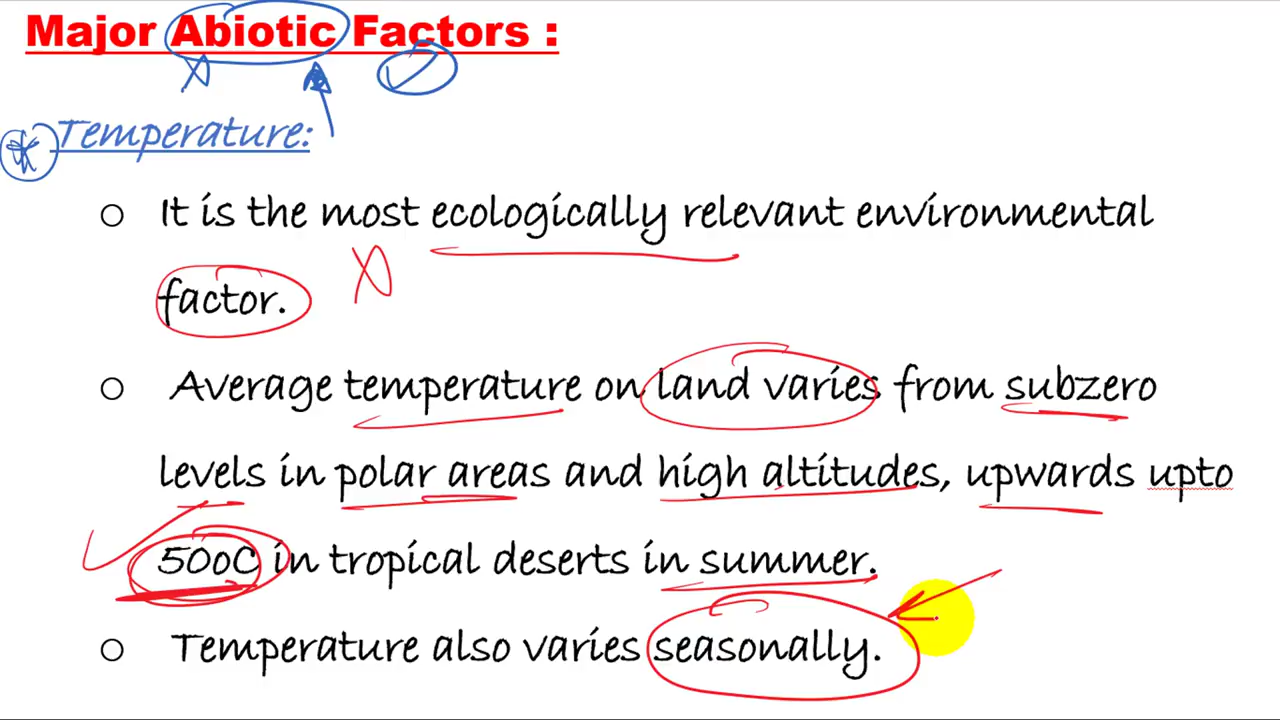 Major Abiotic Factors :
Temperature:
o It is the most ecologically relevant environmental
factor.
o Average temperature on land varies from subzero
levels in polar areas and high altitudes, upwards upto
50oC in tropical deserts in summer.
o Temperature also varies seasonally.